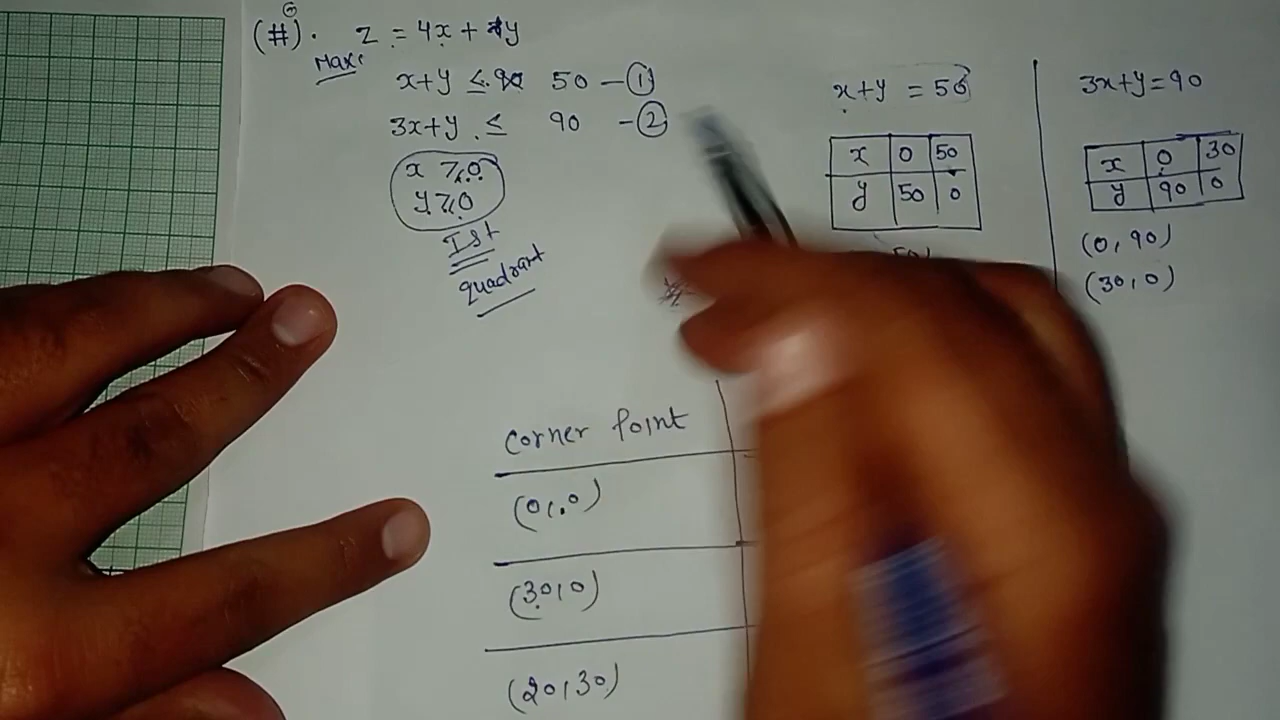 (#). Z = 4x + y
Max:
x+y ≤ 50 - ①
3x+y ≤ 90 - ②
x ≥ 0
y ≥ 0
Ist
quadrant
x+y = 50
x 0 50
y 50 0
3x+y = 90
x 0 30
y 90 0
(0, 90)
(30, 0)
Corner Point
(0, 0)
(30, 0)
(20, 30)